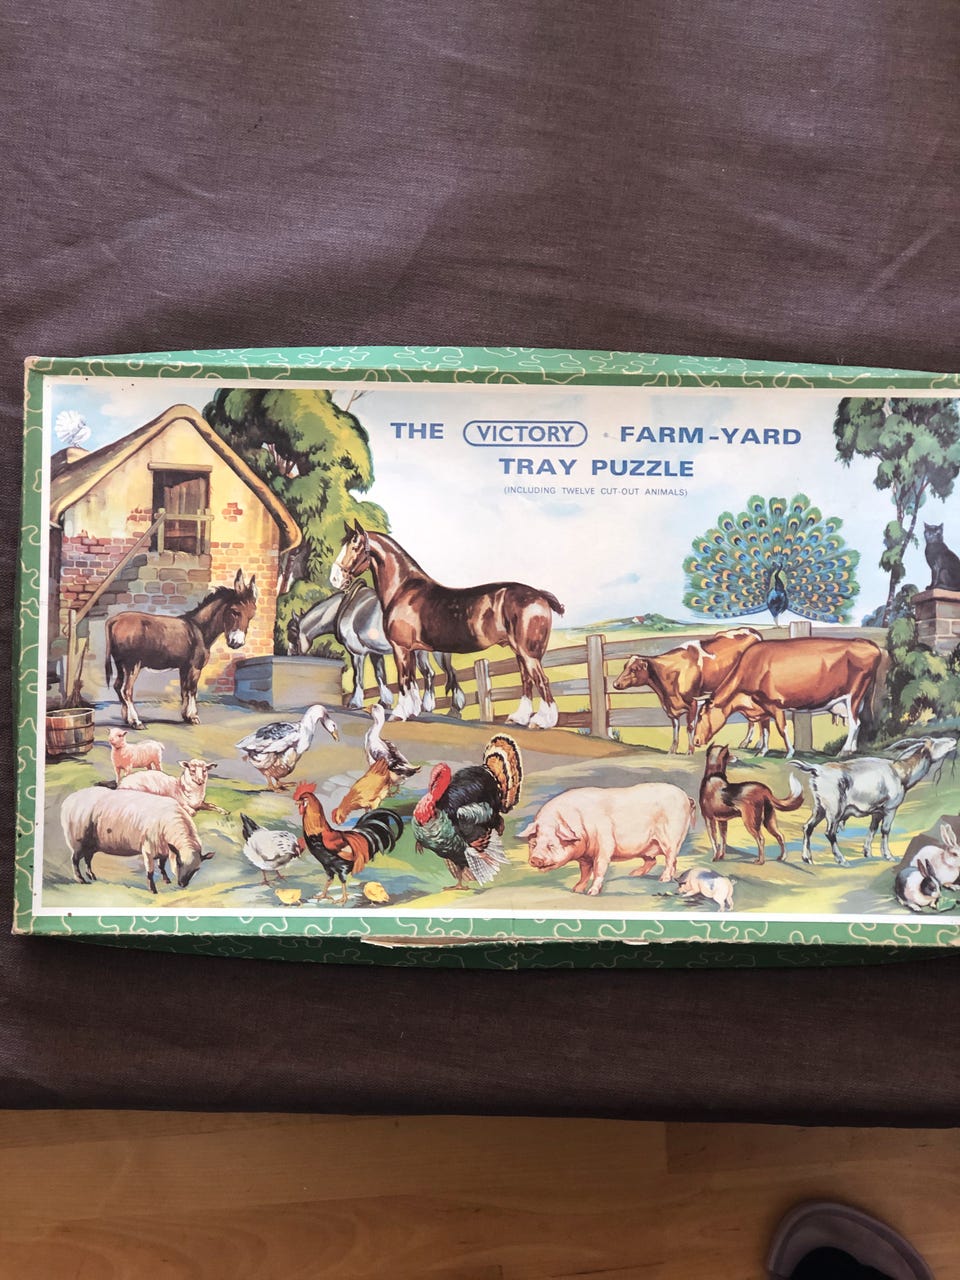 THE VICTORY FARM-YARD
TRAY PUZZLE
(INCLUDING TWELVE CUT-OUT ANIMALS)